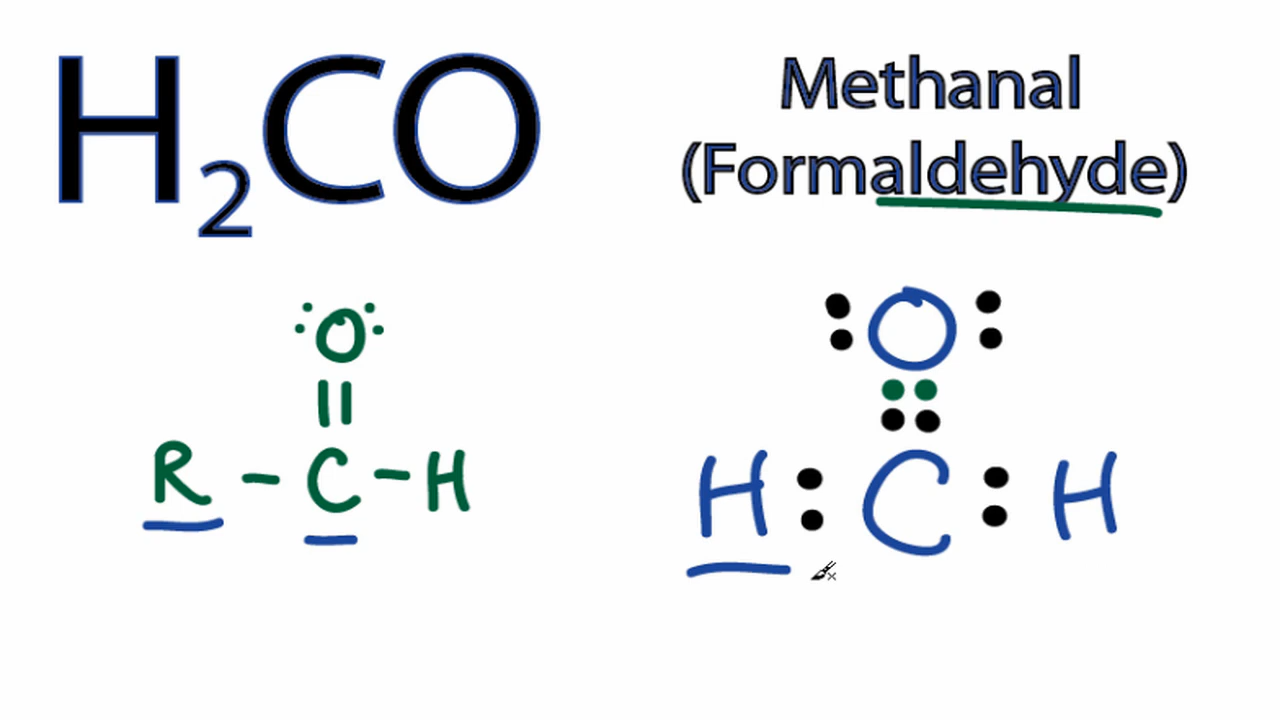 H₂CO
Methanal
(Formaldehyde)
O
R – C – H
O
H : C : H